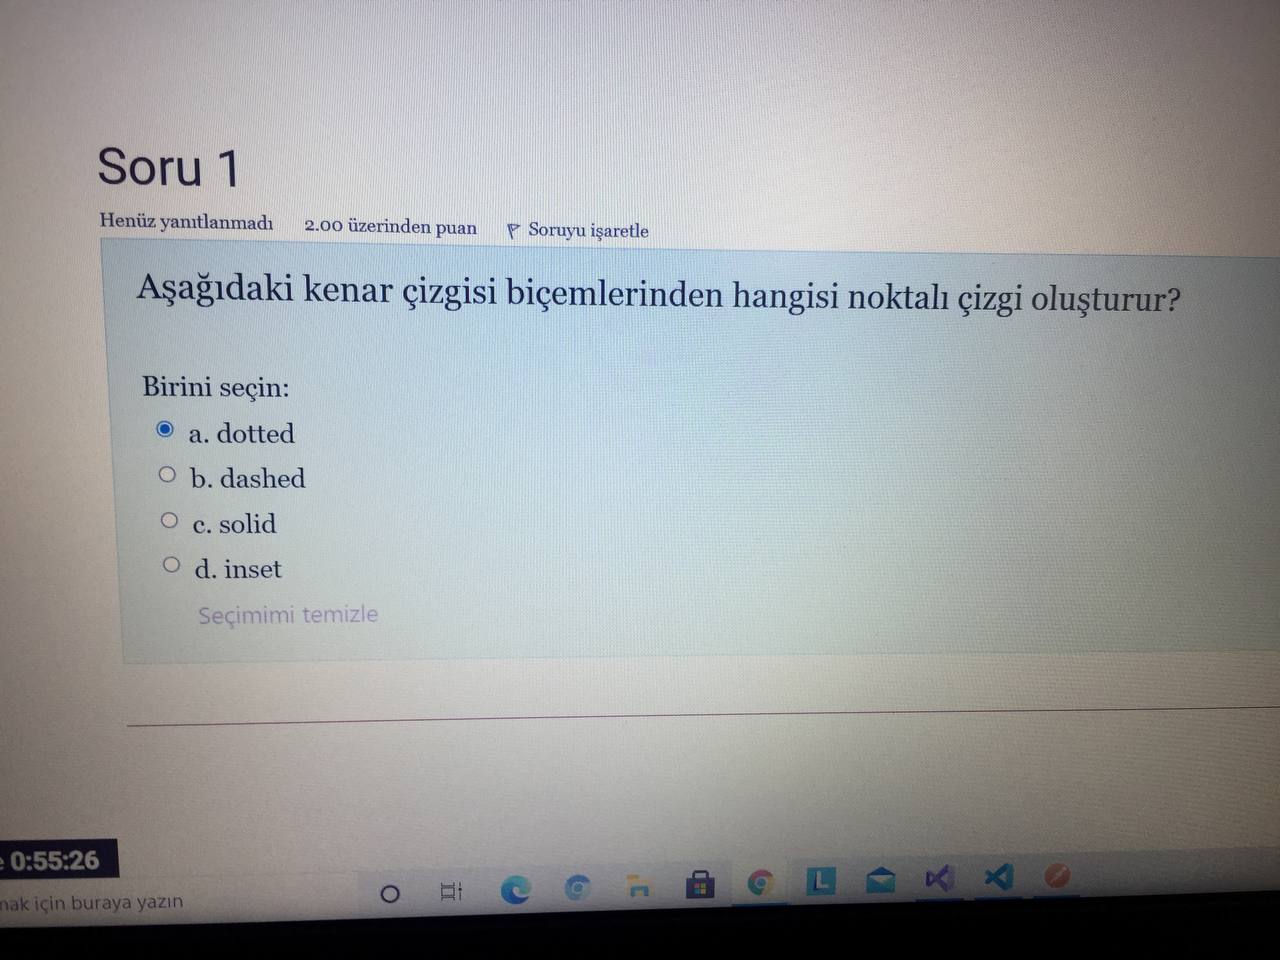 Soru 1
Henüz yanıtlanmadı 2.00 üzerinden puan Soruyu işaretle
Aşağıdaki kenar çizgisi biçemlerinden hangisi noktalı çizgi oluşturur?
Birini seçin:
a. dotted
b. dashed
c. solid
d. inset
Seçimimi temizle
0:55:26
için buraya yazın